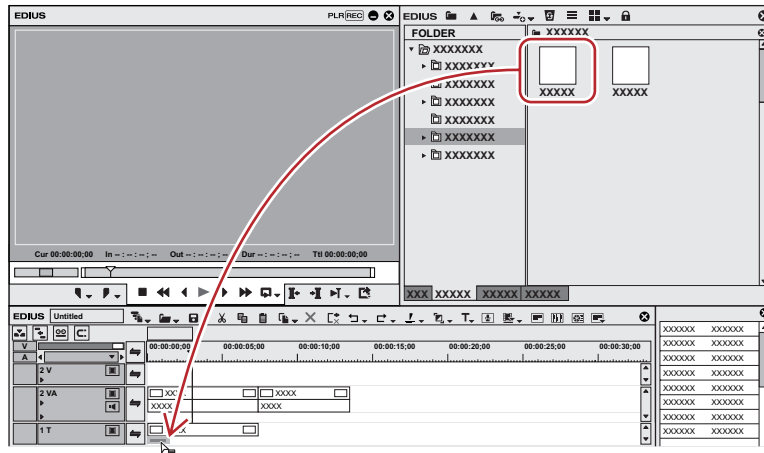 EDIUS PLR REC
EDIUS
FOLDER
XXXXXX
XXXXXXX
XXXXXXX
XXXXXXX
XXXXXXX
XXXXXXX
XXXXXXX
XXXXXXX
XXXXX XXXXX
Cur 00:00:00;00 In -- : -- : -- ; -- Out -- : -- : -- ; -- Dur -- : -- : -- ; -- Ttl 00:00:00;00
XXX XXXXX XXXXX XXXXX
EDIUS Untitled
V
A
00:00:00;00 00:00:05;00 00:00:10;00 00:00:15;00 00:00:20;00 00:00:25;00 00:00:30;00
2 V
2 VA
XXXX
XXXX XXXX
1 T
XXXXXX XXXXXX
XXXXXX XXXXXX
XXXXXX XXXXXX
XXXXXX XXXXXX
XXXXXX XXXXXX
XXXXXX XXXXXX
XXXXXX XXXXXX
XXXXXX XXXXXX